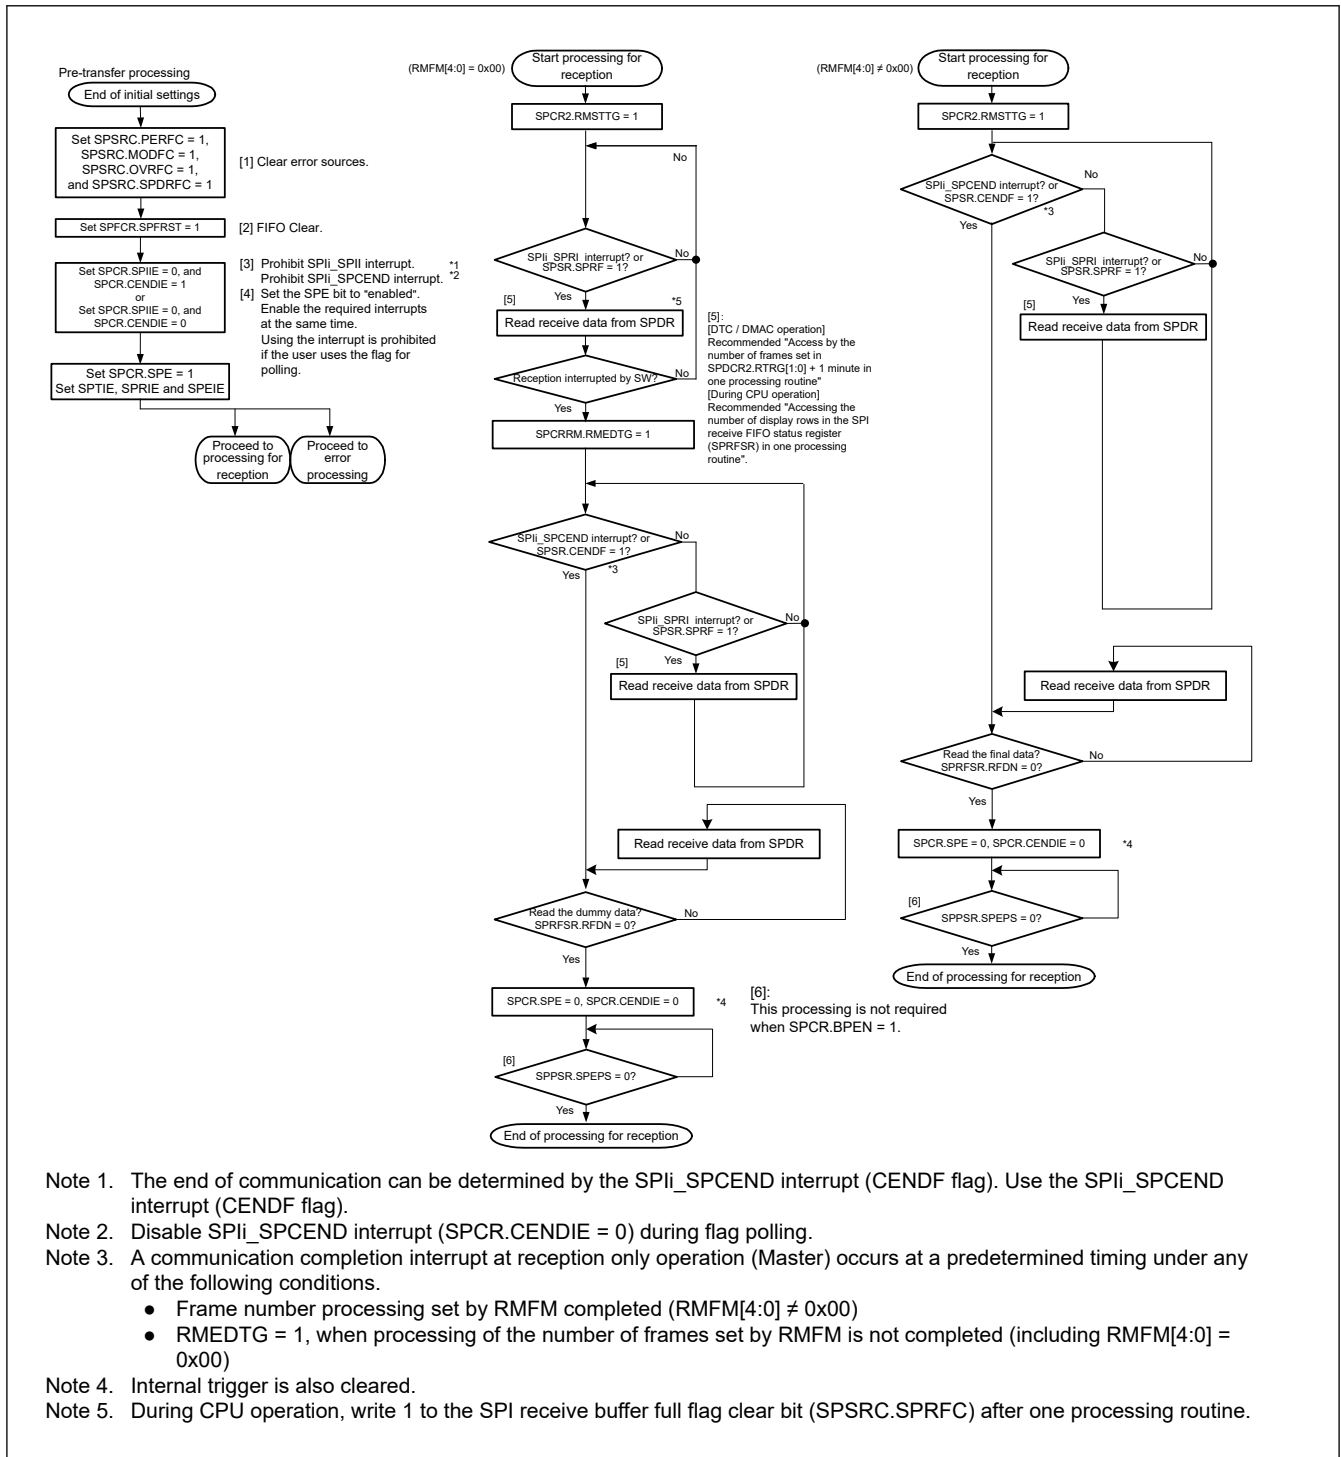 Pre-transfer processing
End of initial settings
Set SPSRC.PERFC = 1,
SPSRC.MODFC = 1,
SPSRC.OVRFC = 1,
and SPSRC.SPDRFC = 1
[1] Clear error sources.
Set SPFCR.SPFRST = 1
[2] FIFO Clear.
Set SPCR.SPIIE = 0, and
SPCR.CENDIE = 1
or
Set SPCR.SPIIE = 0, and
SPCR.CENDIE = 0
[3] Prohibit SPIi_SPII interrupt. *1
Prohibit SPIi_SPCEND interrupt. *2
[4] Set the SPE bit to "enabled".
Enable the required interrupts
at the same time.
Using the interrupt is prohibited
if the user uses the flag for
polling.
Set SPCR.SPE = 1
Set SPTIE, SPRIE and SPEIE
Proceed to
processing for
reception
Proceed to
error
processing
(RMFM[4:0] = 0x00)
Start processing for
reception
SPCR2.RMSTTG = 1
No
SPIi_SPRI interrupt? or
SPSR.SPRF = 1?
No
Yes
[5]
*5
Read receive data from SPDR
Reception interrupted by SW?
No
Yes
SPCRRM.RMEDTG = 1
[5]:
[DTC / DMAC operation]
Recommended "Access by the
number of frames set in
SPDCR2.RTRG[1:0] + 1 minute in
one processing routine"
[During CPU operation]
Recommended "Accessing the
number of display rows in the SPI
receive FIFO status register
(SPRFSR) in one processing
routine".
SPIi_SPCEND interrupt? or
SPSR.CENDF = 1?
No
*3
Yes
SPIi_SPRI interrupt? or
SPSR.SPRF = 1?
No
Yes
[5]
Read receive data from SPDR
Read receive data from SPDR
Read the dummy data?
SPRFSR.RFDN = 0?
No
Yes
SPCR.SPE = 0, SPCR.CENDIE = 0
*4
[6]:
This processing is not required
when SPCR.BPEN = 1.
[6]
SPPSR.SPEPS = 0?
Yes
End of processing for reception
(RMFM[4:0] ≠ 0x00)
Start processing for
reception
SPCR2.RMSTTG = 1
SPIi_SPCEND interrupt? or
SPSR.CENDF = 1?
No
*3
Yes
SPIi_SPRI interrupt? or
SPSR.SPRF = 1?
No
Yes
[5]
Read receive data from SPDR
Read receive data from SPDR
Read the final data?
SPRFSR.RFDN = 0?
No
Yes
SPCR.SPE = 0, SPCR.CENDIE = 0
*4
[6]
SPPSR.SPEPS = 0?
Yes
End of processing for reception
Note 1. The end of communication can be determined by the SPIi_SPCEND interrupt (CENDF flag). Use the SPIi_SPCEND
interrupt (CENDF flag).
Note 2. Disable SPIi_SPCEND interrupt (SPCR.CENDIE = 0) during flag polling.
Note 3. A communication completion interrupt at reception only operation (Master) occurs at a predetermined timing under any
of the following conditions.
● Frame number processing set by RMFM completed (RMFM[4:0] ≠ 0x00)
● RMEDTG = 1, when processing of the number of frames set by RMFM is not completed (including RMFM[4:0] =
0x00)
Note 4. Internal trigger is also cleared.
Note 5. During CPU operation, write 1 to the SPI receive buffer full flag clear bit (SPSRC.SPRFC) after one processing routine.